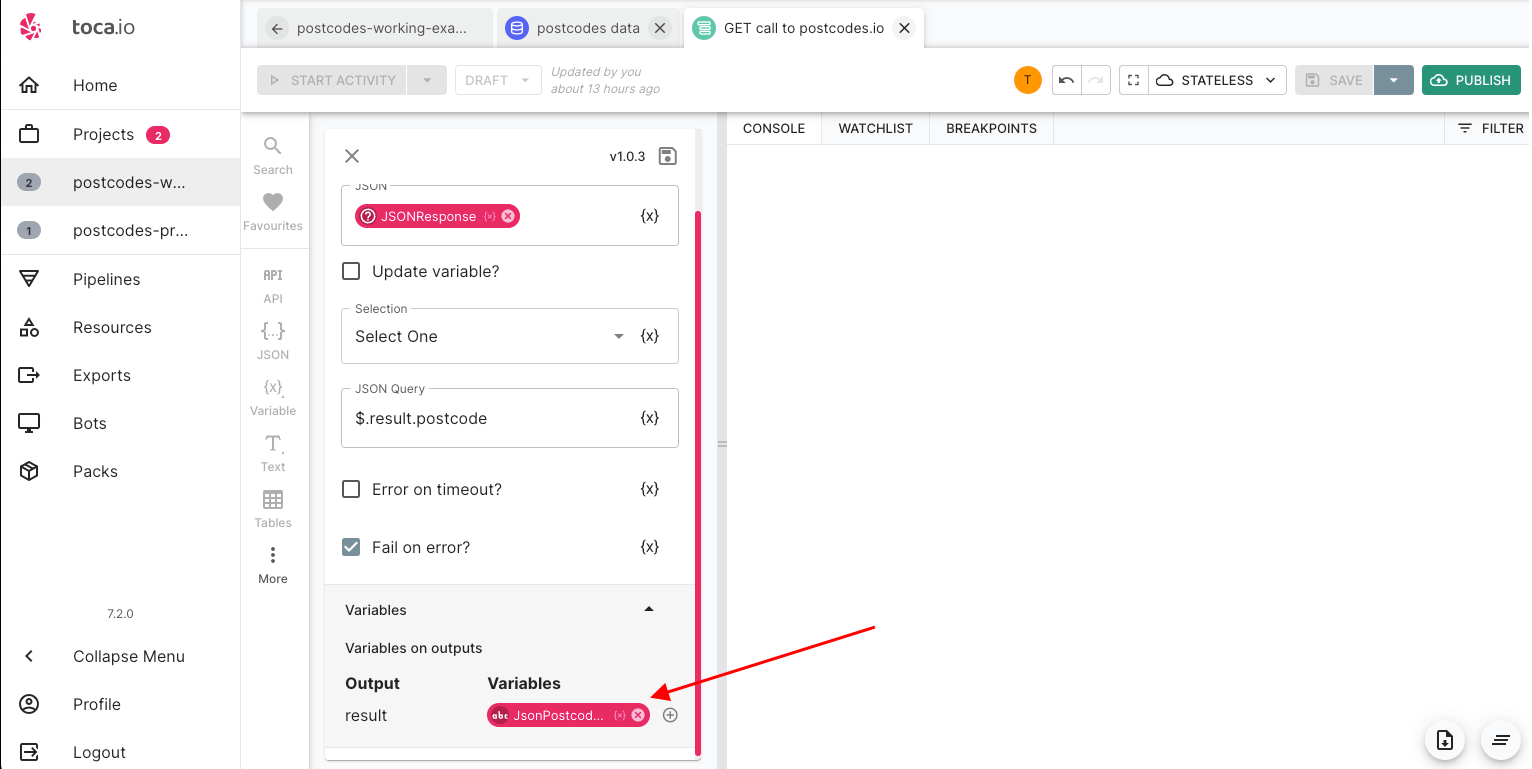 toca.io
Home
Projects 2
2 postcodes-w...
1 postcodes-pr...
Pipelines
Resources
Exports
Bots
Packs
7.2.0
Collapse Menu
Profile
Logout
postcodes-working-exa...
postcodes data
GET call to postcodes.io
START ACTIVITY
DRAFT
Updated by you
about 13 hours ago
T
STATELESS
SAVE
PUBLISH
Search
Favourites
API
API
{...}
JSON
{x}
Variable
T
Text
Tables
More
v1.0.3
JSON
JSONResponse {x}
{x}
Update variable?
Selection
Select One {x}
JSON Query
$.result.postcode {x}
Error on timeout? {x}
Fail on error? {x}
Variables
Variables on outputs
Output Variables
result abc JsonPostcod... {x}
CONSOLE WATCHLIST BREAKPOINTS FILTER